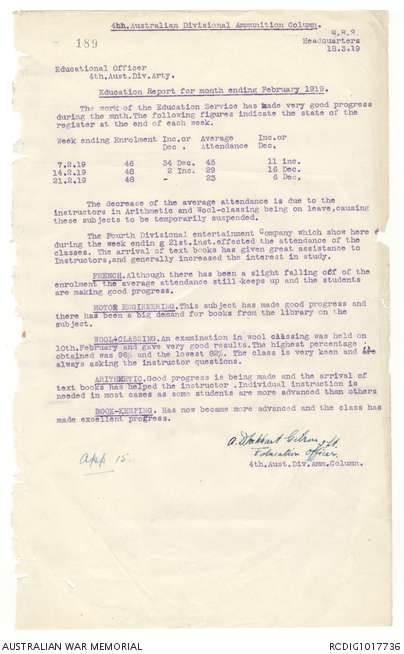 4hh. Australian Divisional Ammunition Column.
189
Headquarters
18.3.19
Educational Officer
4th.Aust.Div.Arty.
Education Report for month ending February 1919.
The work of the Education Service has made very good progress
during the mnth.The following figures indicate the state of the
register at the end of each week.
Week ending Enrolment Inc.or Average Inc.or
Dec. Attendance Dec.
7.2.19 46 34 Dec. 45 11 inc.
14.2.19 48 2 Inc. 29 16 Dec.
21.2.19 48 - 23 6 Dec.
The decrease of the average attendance is due to the
instructors in Arithmetic and Wool-classing being on leave,causing
these subjects to be temporarily suspended.
The Fourth Divisional entertainment Company which show here
during the week endin g 21st.inst.effected the attendance of the
classes. The arrival of text books has given great assistance to
Instructors,and generally increased the interest in study.
FRENCH.Although there has been a slight falling off of the
enrolment the average attendance still keeps up and the students
are making good progress.
MOTOR ENGINEERING.This subject has made good progress and
there has been a big demand for books from the library on the
subject.
WOOL-CLASSING.An examination in wool classing was held on
10th.February and gave very good results.The highest percentage
obtained was 98% and the lowest 82%. The class is very keen and is
always asking the instructor questions.
ARITHMETIC.Good progress is being made and the arrival of
text books has helped the instructor .Individual instruction is
needed in most cases as some students are more advanced than others
BOOK-KEEPING. Has now became more advanced and the class has
made excellent progress.
Education Officer.
4th.Aust.Div.Amm.Column.
App 15.
AUSTRALIAN WAR MEMORIAL
RCDIG1017736